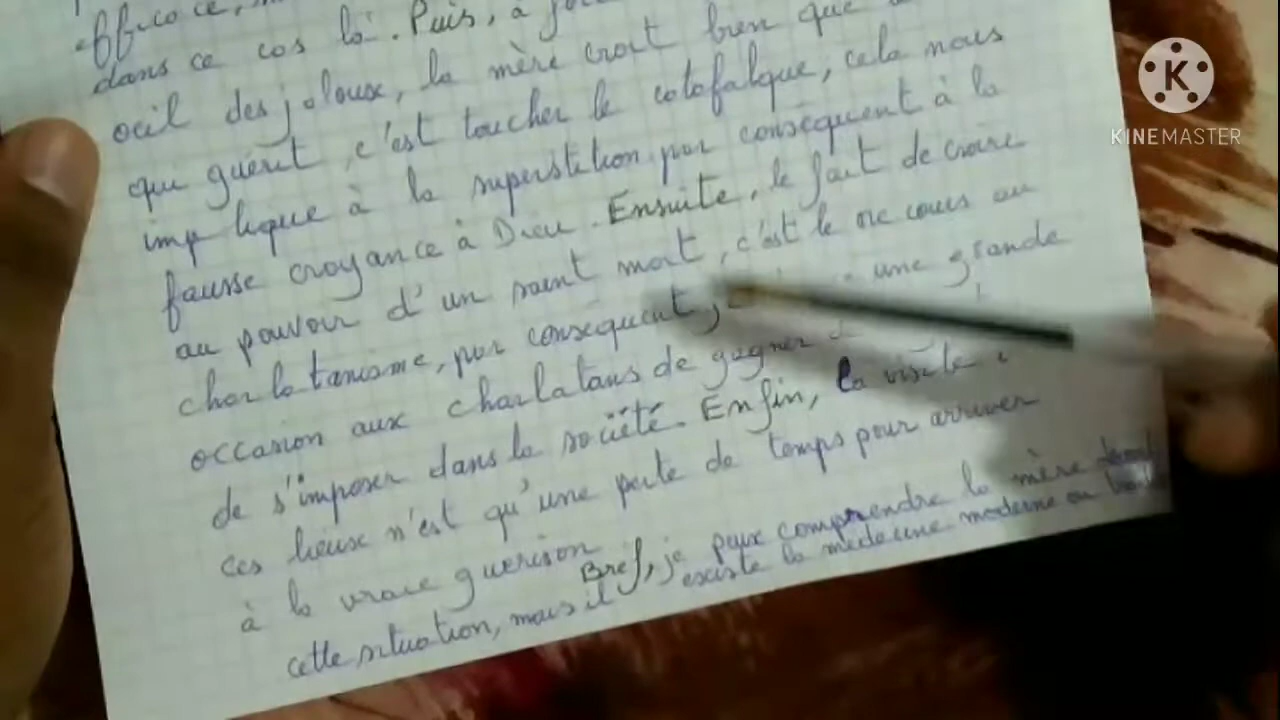 efficace,
dans ce cas là. Puis, à
oeil des jaloux, la mère croit bien que
qui guérit, c'est toucher le catafalque, cela nous
implique à la superstition par conséquent à la
fausse croyance à Dieu. Ensuite, le fait de croire
au pouvoir d'un saint mort, c'est le recours au
charlatanisme, par conséquent, une grande
occasion aux charlatans de gagner
de s'imposer dans la société. Enfin, la visite
ces lieux n'est qu'une perte de temps pour arriver
à la vraie guérison
Bref, je peux comprendre la mère dans
cette situation, mais il existe la médecine moderne ou
K
KINEMASTER